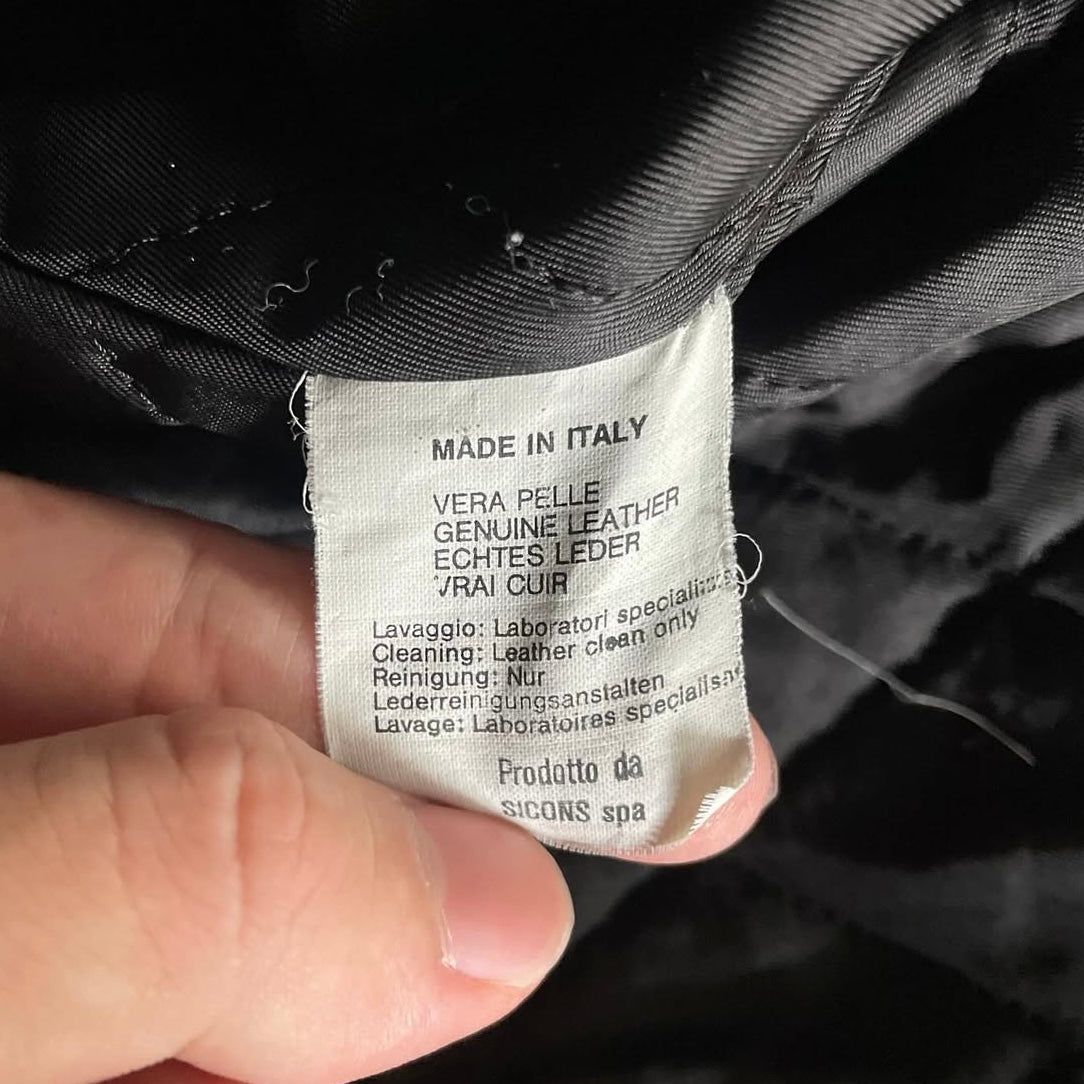 MADE IN ITALY
VERA PELLE
GENUINE LEATHER
ECHTES LEDER
VRAI CUIR
Lavaggio: Laboratori
Cleaning: Leather clean only
Reinigung: Nur
Lederreinigungsanstalten
Lavage: Laboratoires
Prodotto da
SICONS spa